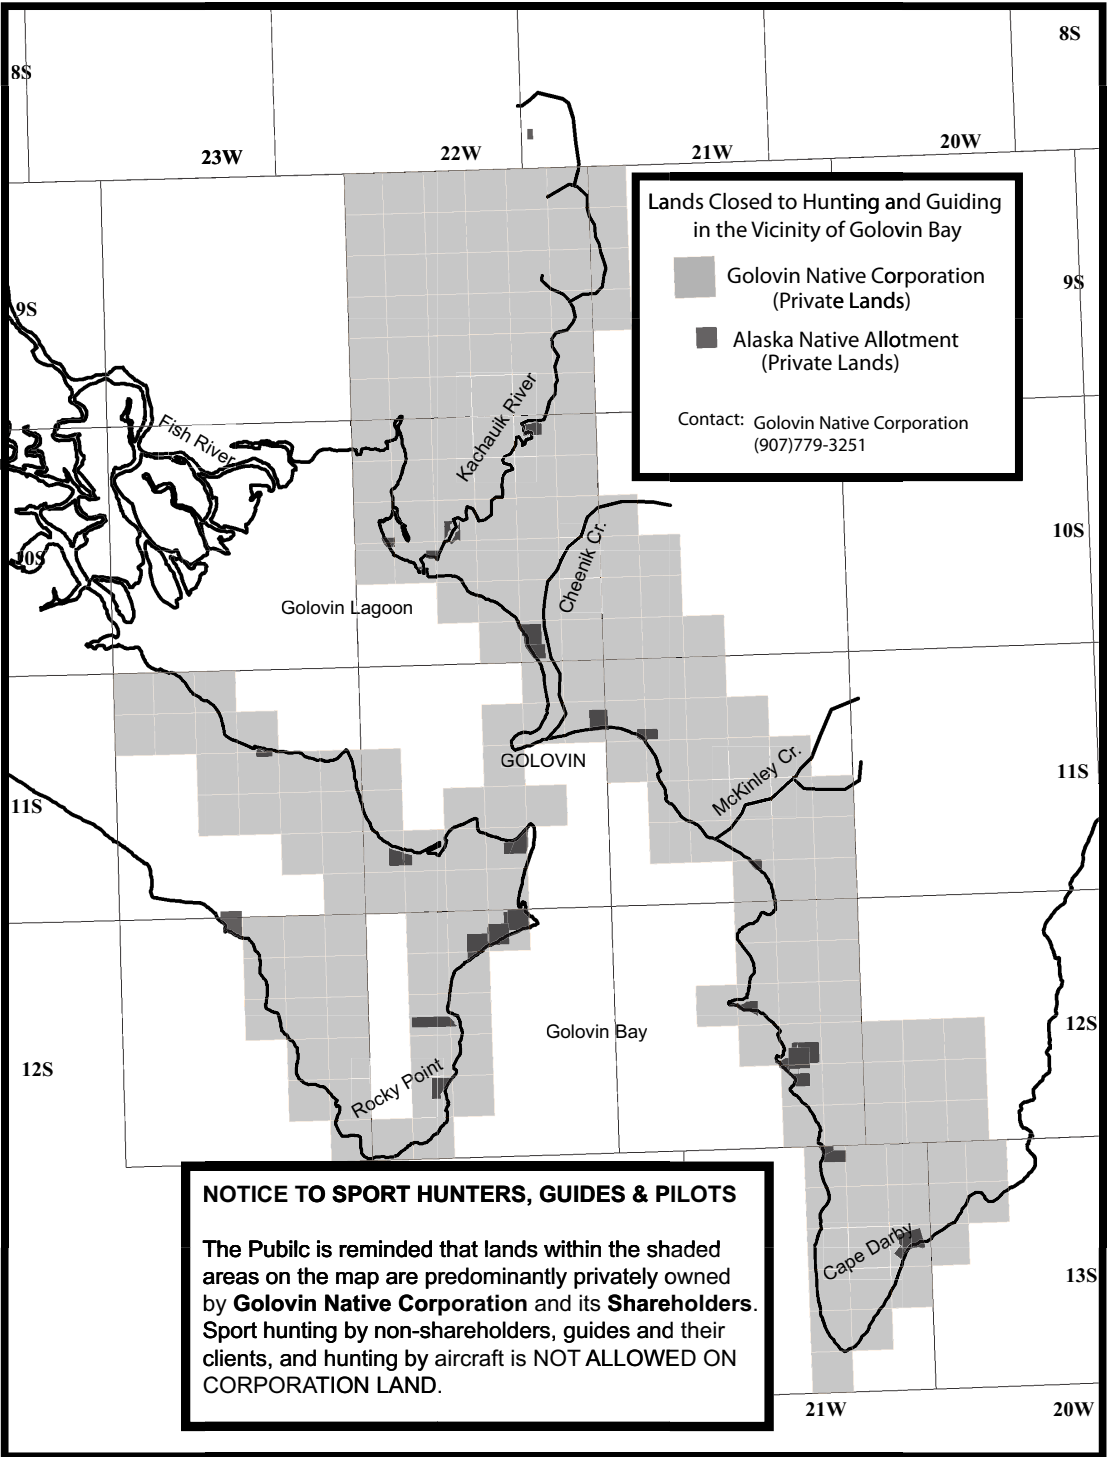 8S
8S
23W
22W
21W
20W
Lands Closed to Hunting and Guiding
in the Vicinity of Golovin Bay
Golovin Native Corporation
(Private Lands)
Alaska Native Allotment
(Private Lands)
Contact: Golovin Native Corporation
(907)779-3251
9S
9S
Fish River
Kachauik River
Cheenik Cr.
10S
10S
Golovin Lagoon
GOLOVIN
McKinley Cr.
11S
11S
Golovin Bay
12S
12S
Rocky Point
Cape Darby
13S
NOTICE TO SPORT HUNTERS, GUIDES & PILOTS
The Pubilc is reminded that lands within the shaded
areas on the map are predominantly privately owned
by Golovin Native Corporation and its Shareholders.
Sport hunting by non-shareholders, guides and their
clients, and hunting by aircraft is NOT ALLOWED ON
CORPORATION LAND.
21W
20W